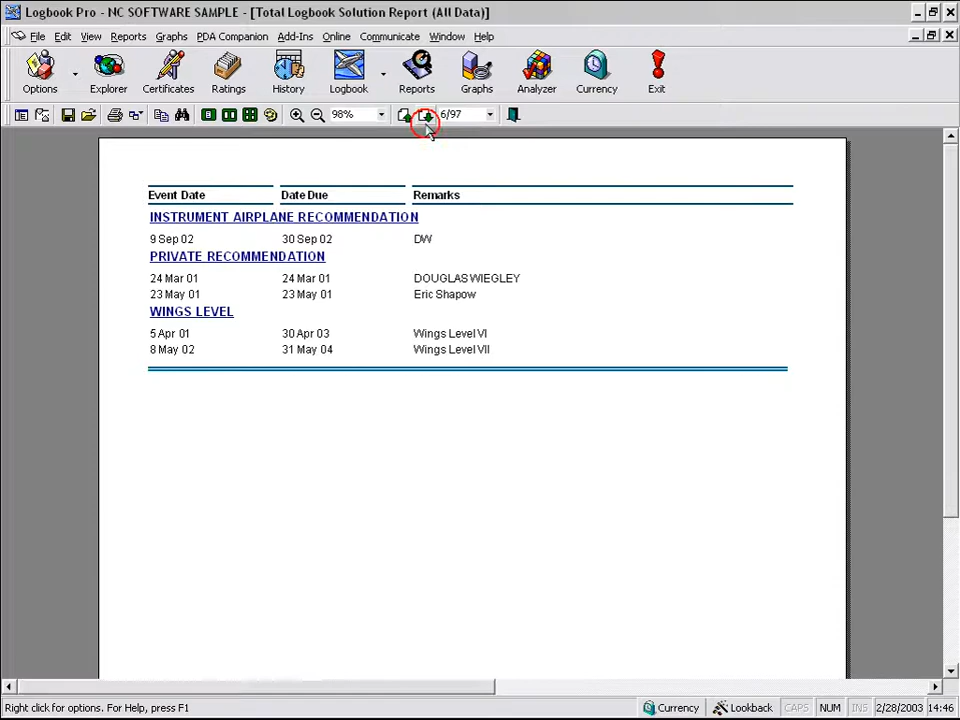 Logbook Pro - NC SOFTWARE SAMPLE - [Total Logbook Solution Report (All Data)]
File Edit View Reports Graphs PDA Companion Add-Ins Online Communicate Window Help
Options Explorer Certificates Ratings History Logbook Reports Graphs Analyzer Currency Exit
98% 6/97
Event Date Date Due Remarks
INSTRUMENT AIRPLANE RECOMMENDATION
9 Sep 02 30 Sep 02 DW
PRIVATE RECOMMENDATION
24 Mar 01 24 Mar 01 DOUGLAS WIEGLEY
23 May 01 23 May 01 Eric Shapow
WINGS LEVEL
5 Apr 01 30 Apr 03 Wings Level VI
8 May 02 31 May 04 Wings Level VII
Right click for options. For Help, press F1 Currency Lookback CAPS NUM INS 2/28/2003 14:46